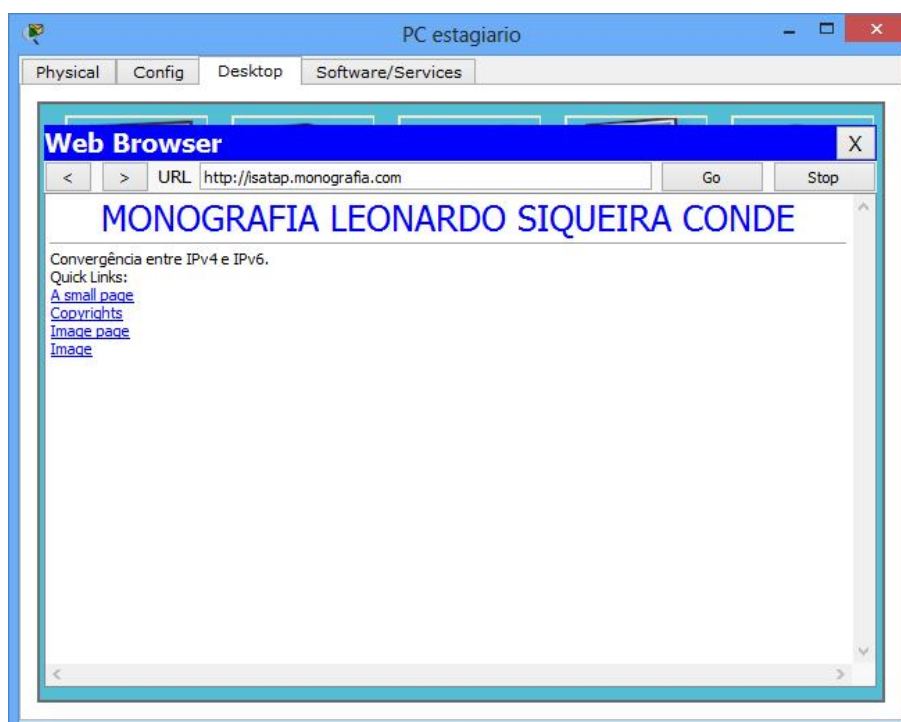 PC estagiario
Physical Config Desktop Software/Services
Web Browser X
< > URL http://isatap.monografia.com Go Stop
MONOGRAFIA LEONARDO SIQUEIRA CONDE
Convergência entre IPv4 e IPv6.
Quick Links:
A small page
Copyrights
Image page
Image